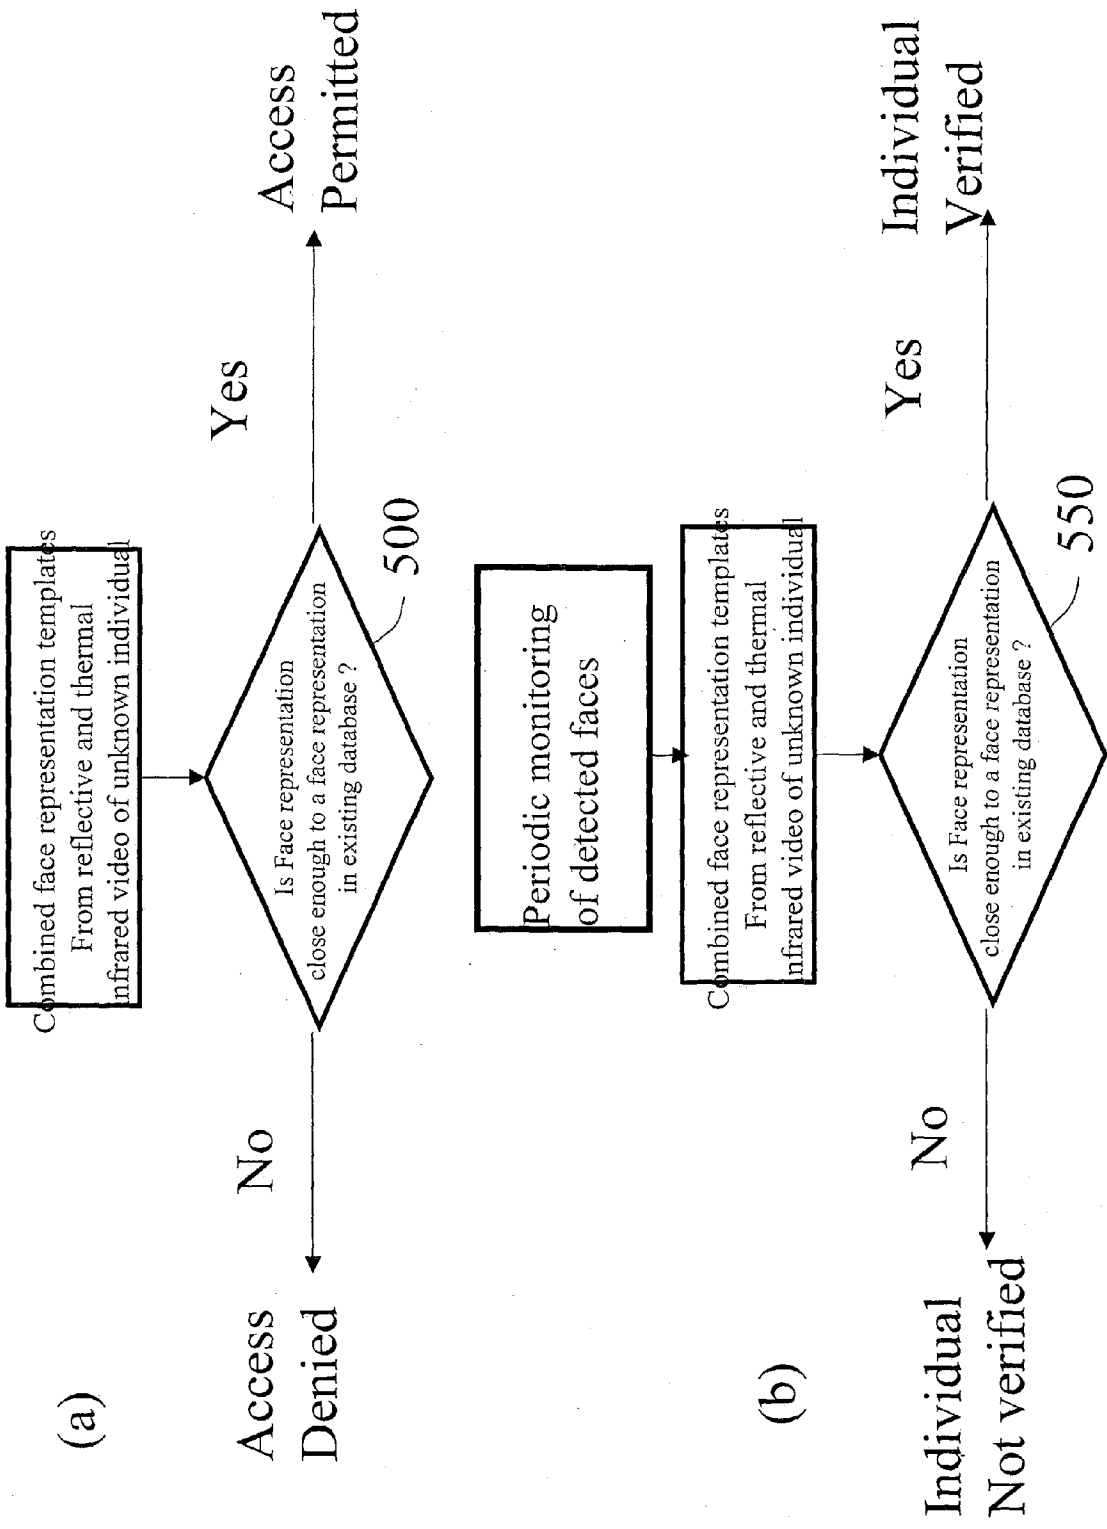 (a)
Combined face representation templates
From reflective and thermal
infrared video of unknown individual
Is Face representation
close enough to a face representation
in existing database ?
500
No
Yes
Access
Denied
Access
Permitted
(b)
Periodic monitoring
of detected faces
Combined face representation templates
From reflective and thermal
infrared video of unknown individual
Is Face representation
close enough to a face representation
in existing database ?
550
No
Yes
Individual
Not verified
Individual
Verified